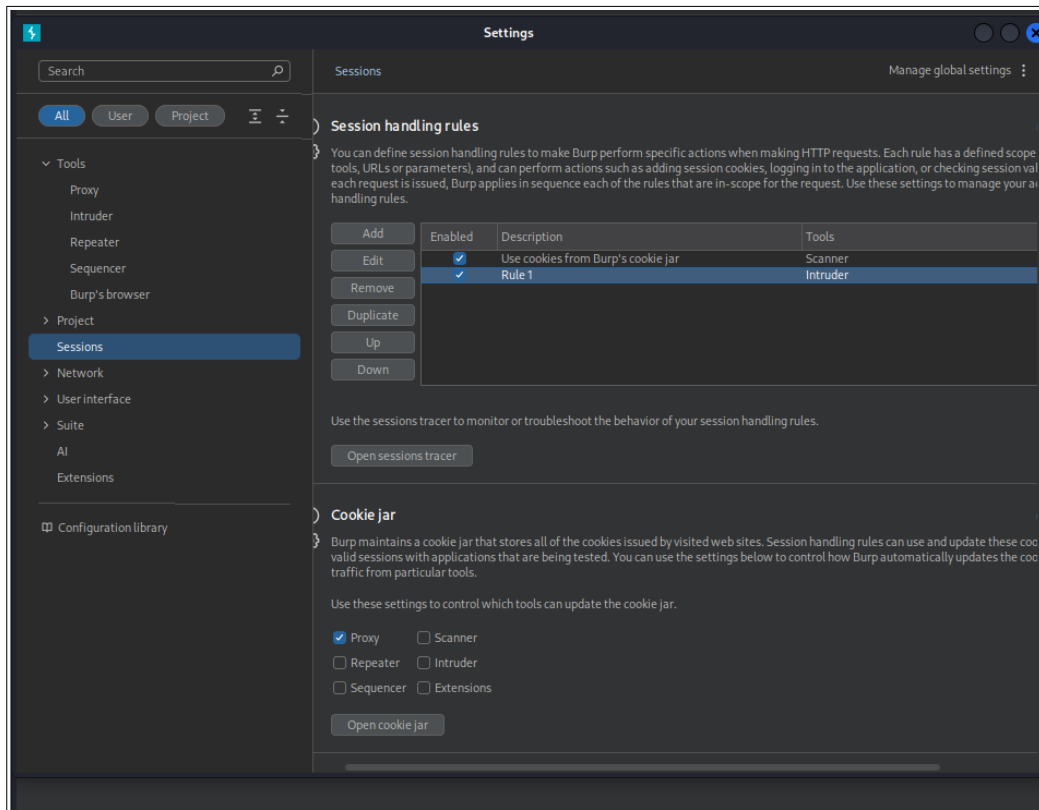 Settings
Search
Sessions
Manage global settings
All
User
Project
Tools
Proxy
Intruder
Repeater
Sequencer
Burp's browser
Project
Sessions
Network
User interface
Suite
AI
Extensions
Configuration library
Session handling rules
You can define session handling rules to make Burp perform specific actions when making HTTP requests. Each rule has a defined scope
tools, URLs or parameters), and can perform actions such as adding session cookies, logging in to the application, or checking session val
each request is issued, Burp applies in sequence each of the rules that are in-scope for the request. Use these settings to manage your a
handling rules.
Add
Edit
Remove
Duplicate
Up
Down
Enabled Description Tools
Use cookies from Burp's cookie jar Scanner
Rule 1 Intruder
Use the sessions tracer to monitor or troubleshoot the behavior of your session handling rules.
Open sessions tracer
Cookie jar
Burp maintains a cookie jar that stores all of the cookies issued by visited web sites. Session handling rules can use and update these coo
valid sessions with applications that are being tested. You can use the settings below to control how Burp automatically updates the coo
traffic from particular tools.
Use these settings to control which tools can update the cookie jar.
Proxy Scanner
Repeater Intruder
Sequencer Extensions
Open cookie jar